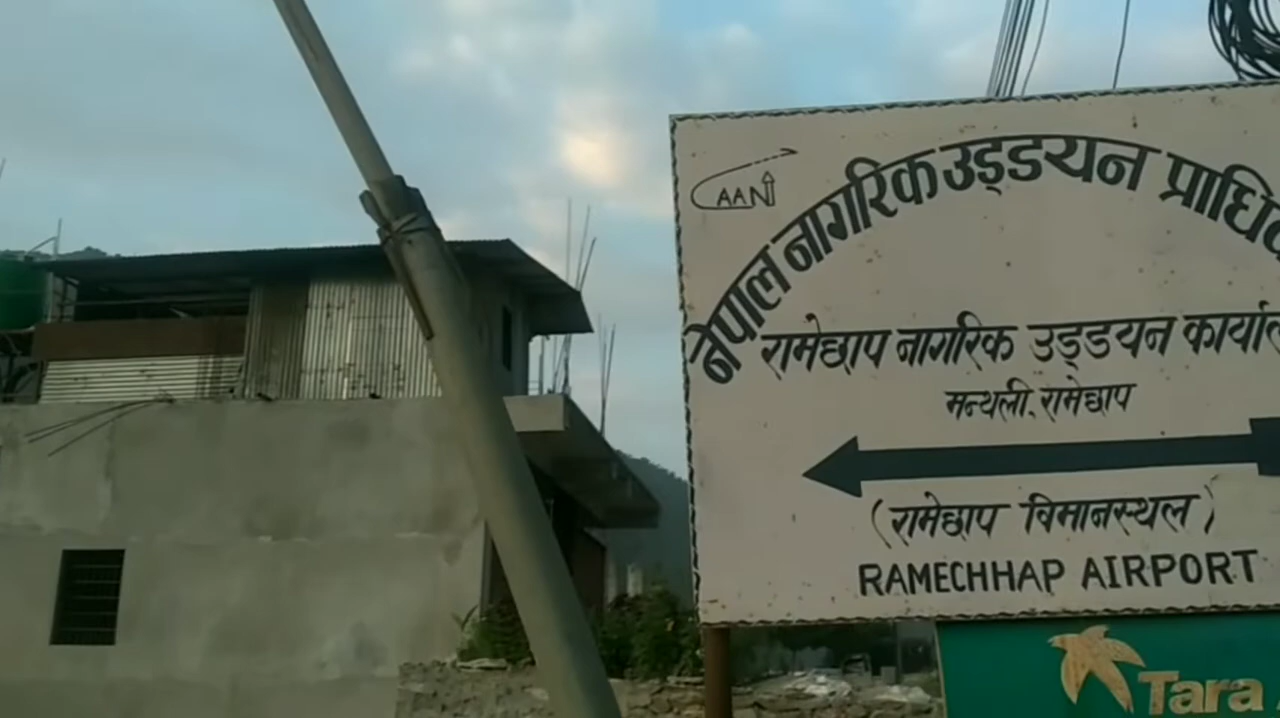 CAAN
नेपाल नागरिक उड्डयन प्राधिक
रामेछाप नागरिक उड्डयन कार्याल
मन्थली, रामेछाप
(रामेछाप विमानस्थल)
RAMECHHAP AIRPORT
Tara